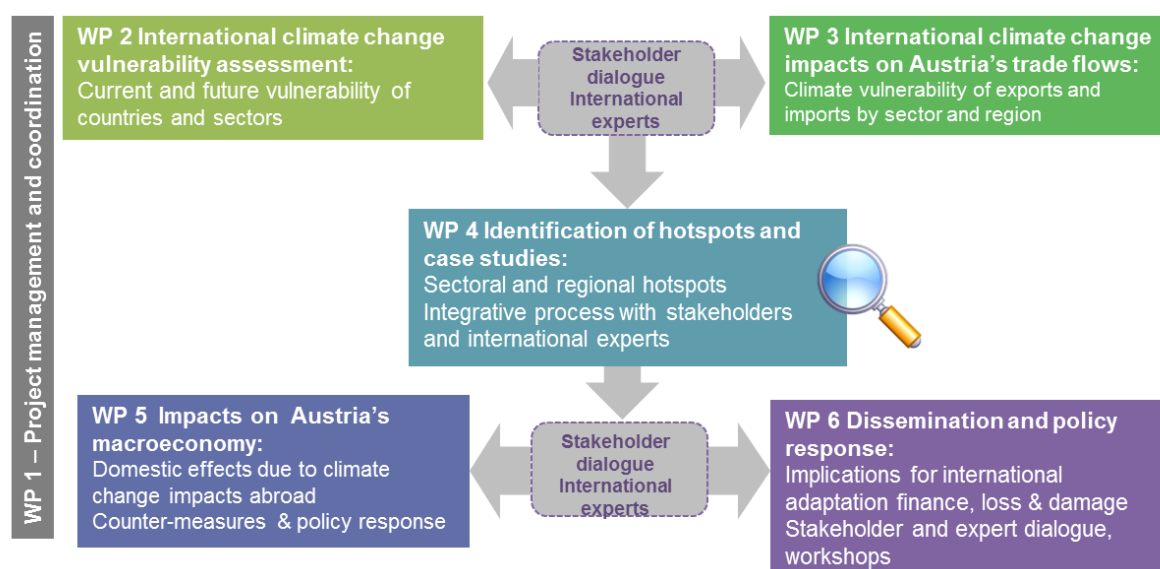 WP 1 – Project management and coordination
WP 2 International climate change
vulnerability assessment:
Current and future vulnerability of
countries and sectors
Stakeholder
dialogue
International
experts
WP 3 International climate change
impacts on Austria's trade flows:
Climate vulnerability of exports and
imports by sector and region
WP 4 Identification of hotspots and
case studies:
Sectoral and regional hotspots
Integrative process with stakeholders
and international experts
WP 5 Impacts on Austria's
macroeconomy:
Domestic effects due to climate
change impacts abroad
Counter-measures & policy response
Stakeholder
dialogue
International
experts
WP 6 Dissemination and policy
response:
Implications for international
adaptation finance, loss & damage
Stakeholder and expert dialogue,
workshops